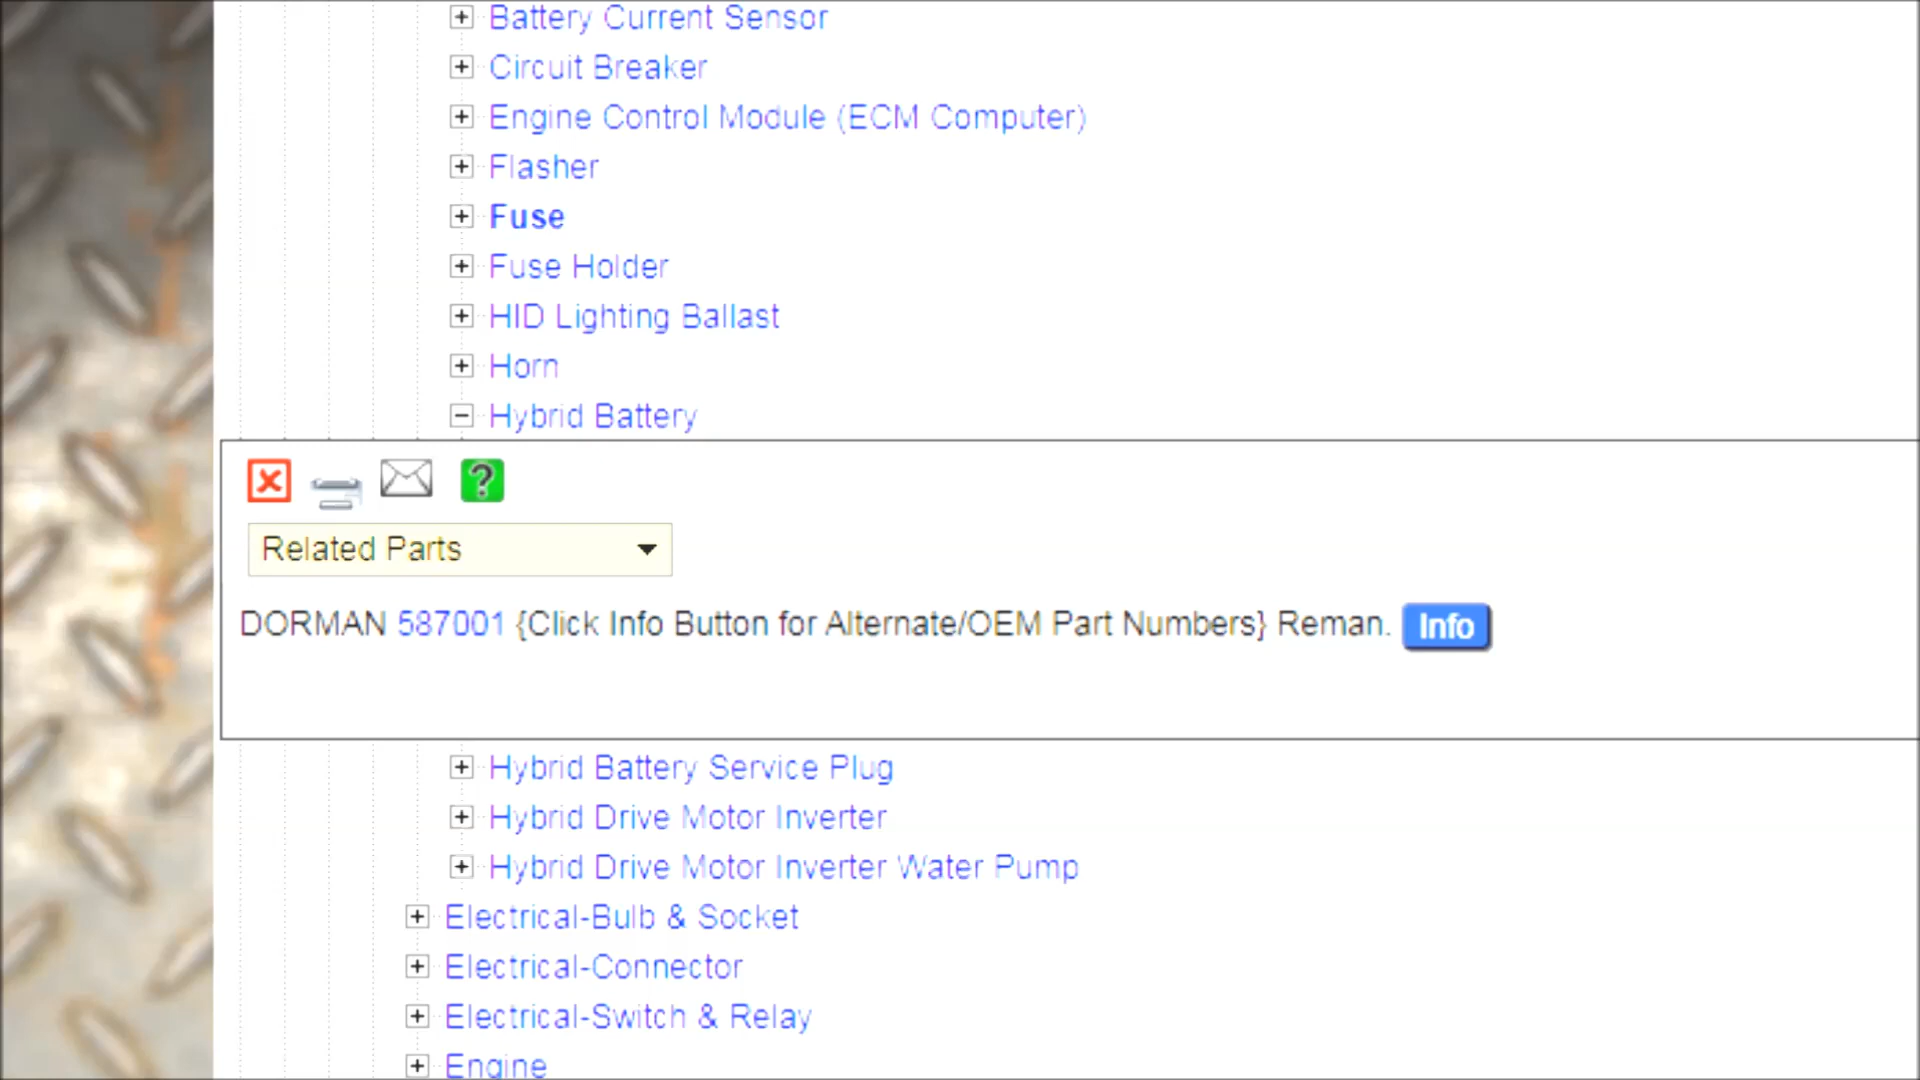 Battery Current Sensor
Circuit Breaker
Engine Control Module (ECM Computer)
Flasher
Fuse
Fuse Holder
HID Lighting Ballast
Horn
Hybrid Battery
Related Parts
DORMAN 587001 {Click Info Button for Alternate/OEM Part Numbers} Reman. Info
Hybrid Battery Service Plug
Hybrid Drive Motor Inverter
Hybrid Drive Motor Inverter Water Pump
Electrical-Bulb & Socket
Electrical-Connector
Electrical-Switch & Relay
Engine